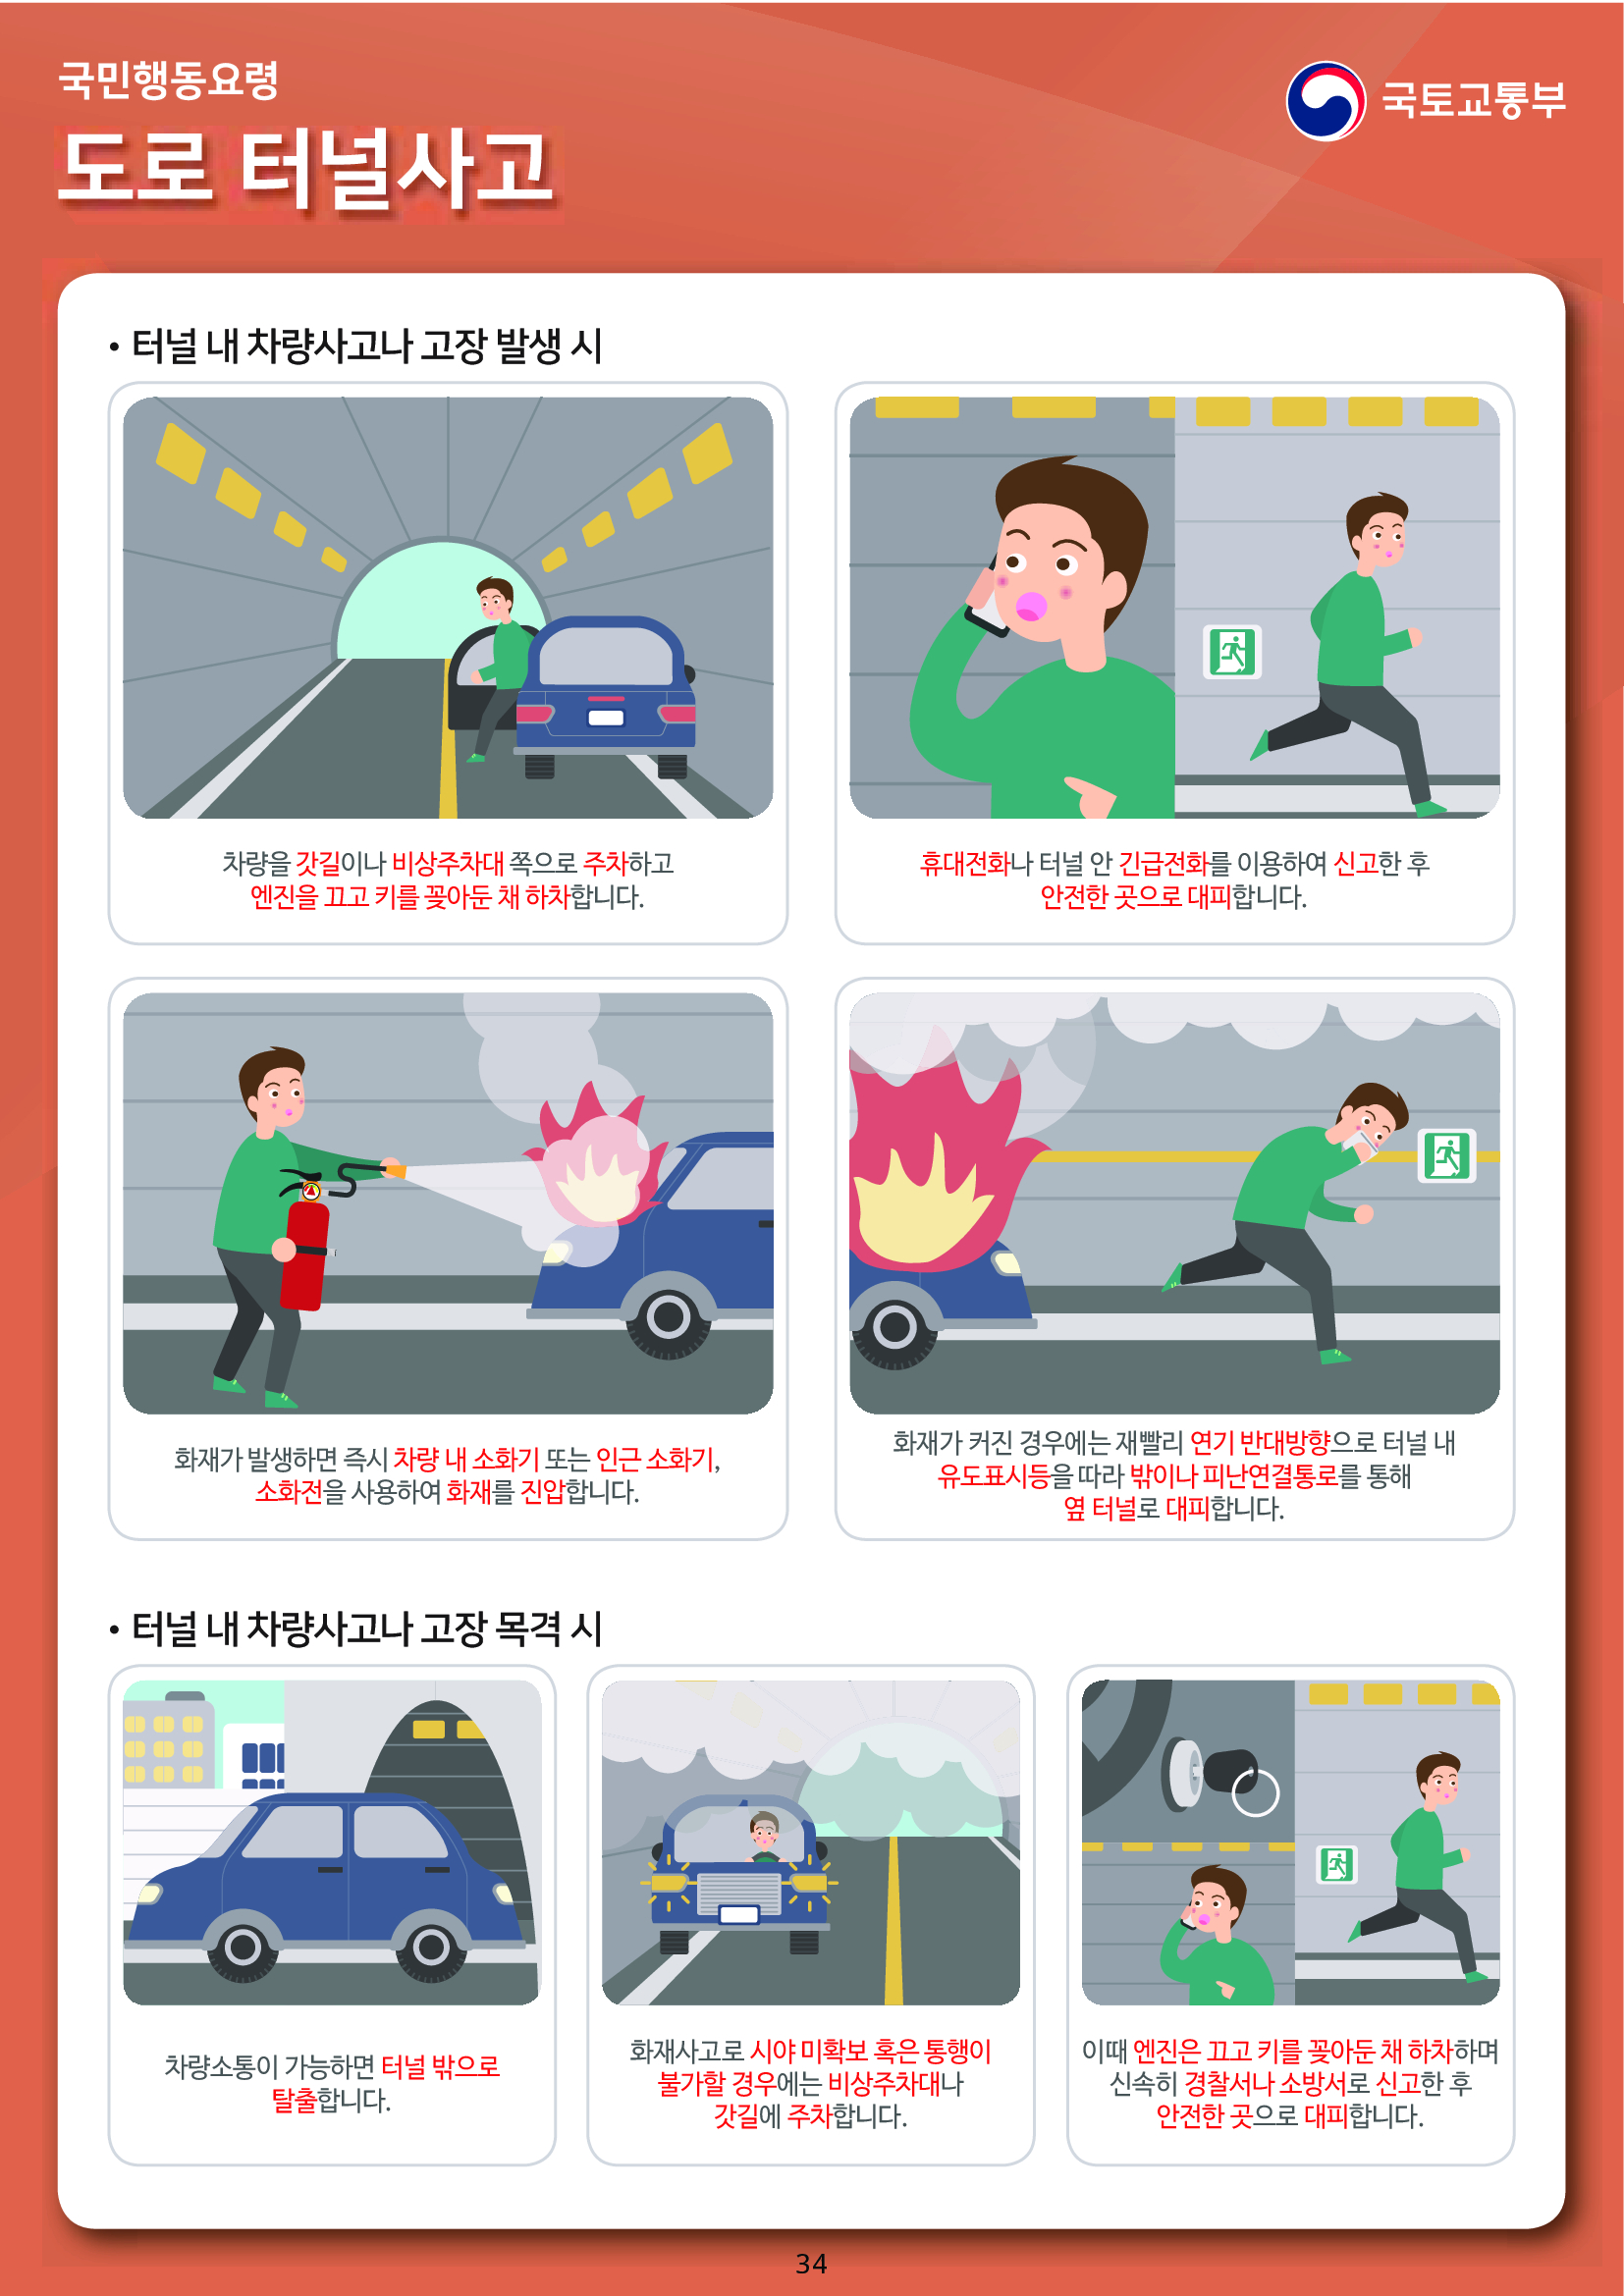 국민행동요령
도로 터널사고
국토교통부
• 터널 내 차량사고나 고장 발생 시
차량을 갓길이나 비상주차대 쪽으로 주차하고
엔진을 끄고 키를 꽂아둔 채 하차합니다.
휴대전화나 터널 안 긴급전화를 이용하여 신고한 후
안전한 곳으로 대피합니다.
화재가 발생하면 즉시 차량 내 소화기 또는 인근 소화기,
소화전을 사용하여 화재를 진압합니다.
화재가 커진 경우에는 재빨리 연기 반대방향으로 터널 내
유도표시등을 따라 밖이나 피난연결통로를 통해
옆 터널로 대피합니다.
• 터널 내 차량사고나 고장 목격 시
차량소통이 가능하면 터널 밖으로
탈출합니다.
화재사고로 시야 미확보 혹은 통행이
불가할 경우에는 비상주차대나
갓길에 주차합니다.
이때 엔진은 끄고 키를 꽂아둔 채 하차하며
신속히 경찰서나 소방서로 신고한 후
안전한 곳으로 대피합니다.
34